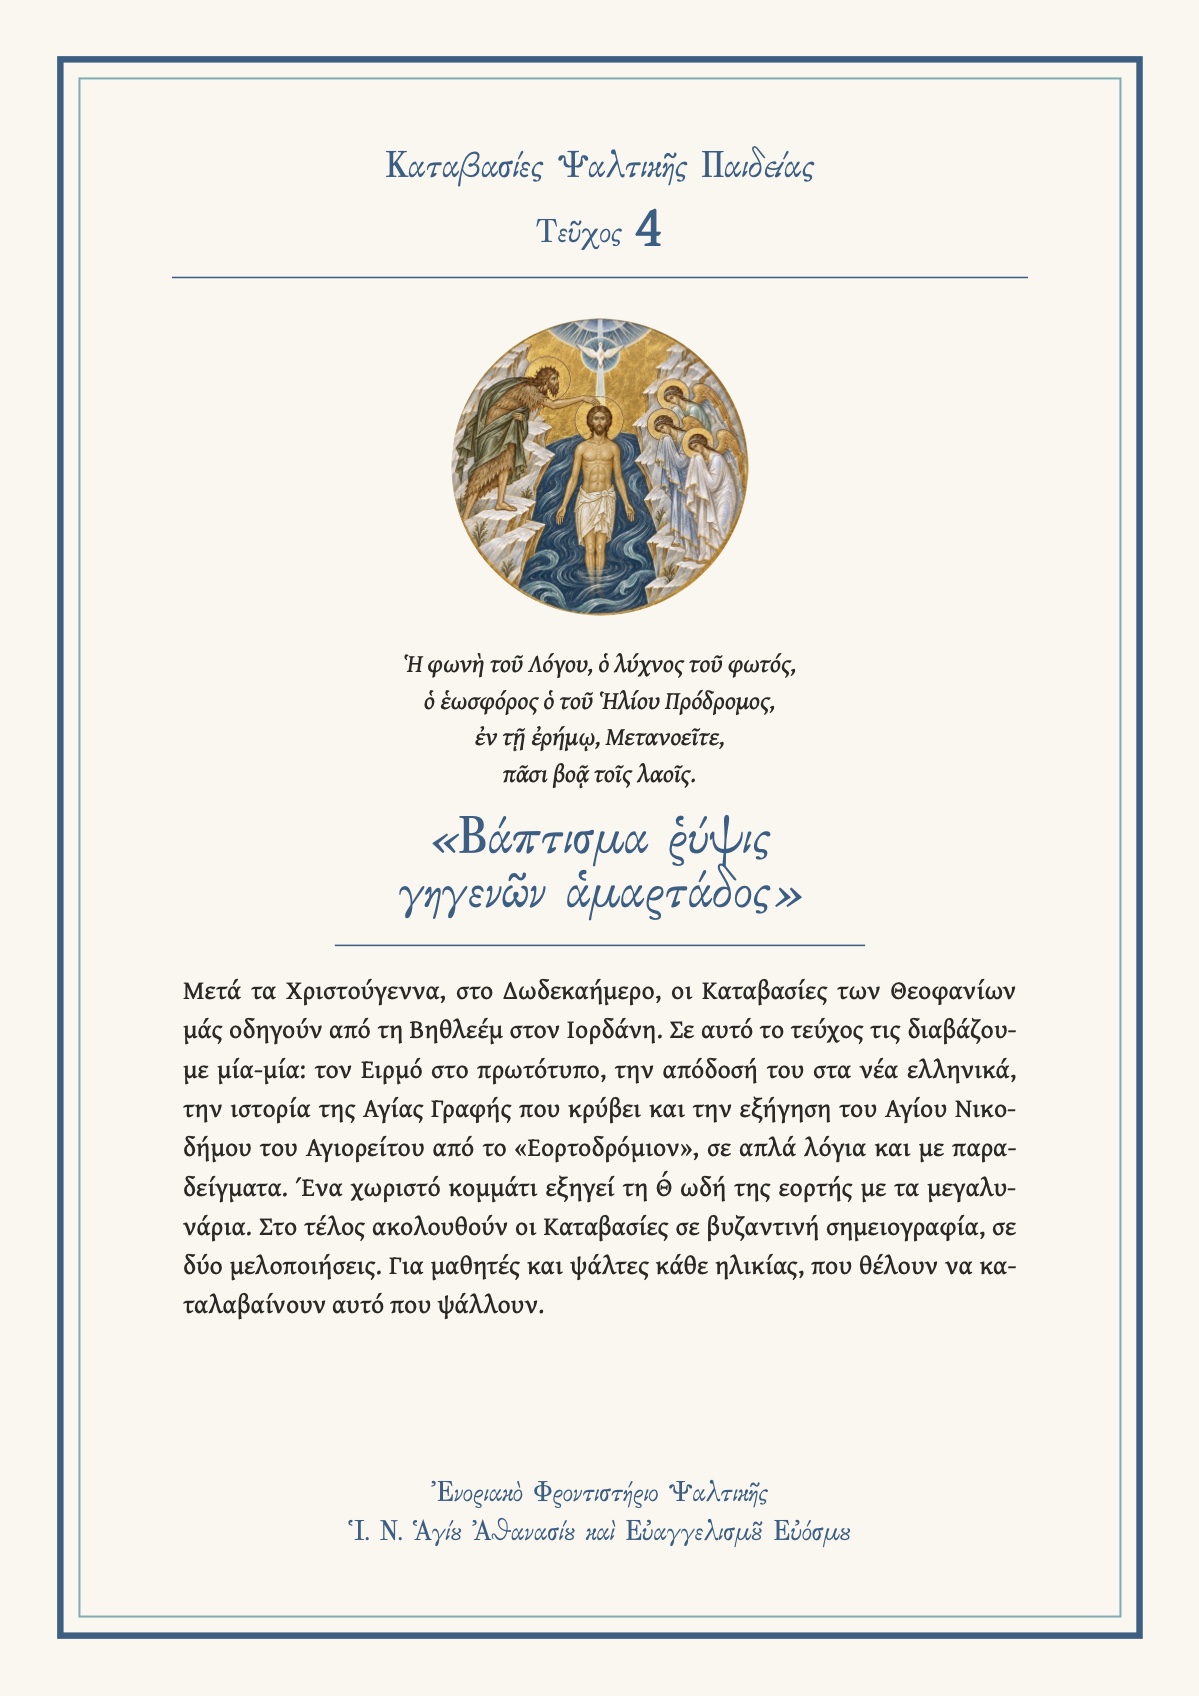 Καταβασίες Ψαλτικῆς Παιδείας
Τεῦχος 4
Ἡ φωνὴ τοῦ Λόγου, ὁ λύχνος τοῦ φωτός,
ὁ ἑωσφόρος ὁ τοῦ Ἡλίου Πρόδρομος,
ἐν τῇ ἐρήμῳ, Μετανοεῖτε,
πᾶσι βοᾷ τοῖς λαοῖς.
«Βάπτισμα ῥύψις
γηγενῶν ἁμαρτάδος»
Μετά τα Χριστούγεννα, στο Δωδεκαήμερο, οι Καταβασίες των Θεοφανίων
μάς οδηγούν από τη Βηθλεέμ στον Ιορδάνη. Σε αυτό το τεύχος τις διαβάζου-
με μία-μία: τον Ειρμό στο πρωτότυπο, την απόδοσή του στα νέα ελληνικά,
την ιστορία της Αγίας Γραφής που κρύβει και την εξήγηση του Αγίου Νικο-
δήμου του Αγιορείτου από το «Εορτοδρόμιον», σε απλά λόγια και με παρα-
δείγματα. Ένα χωριστό κομμάτι εξηγεί τη Θ́ ωδή της εορτής με τα μεγαλυ-
νάρια. Στο τέλος ακολουθούν οι Καταβασίες σε βυζαντινή σημειογραφία, σε
δύο μελοποιήσεις. Για μαθητές και ψάλτες κάθε ηλικίας, που θέλουν να κα-
ταλαβαίνουν αυτό που ψάλλουν.
Ἐνοριακὸ Φροντιστήριο Ψαλτικῆς
Ἱ. Ν. Ἁγίȣ Ἀθανασίȣ καὶ Εὐαγγελισμȣ͂ Εὐόσμȣ